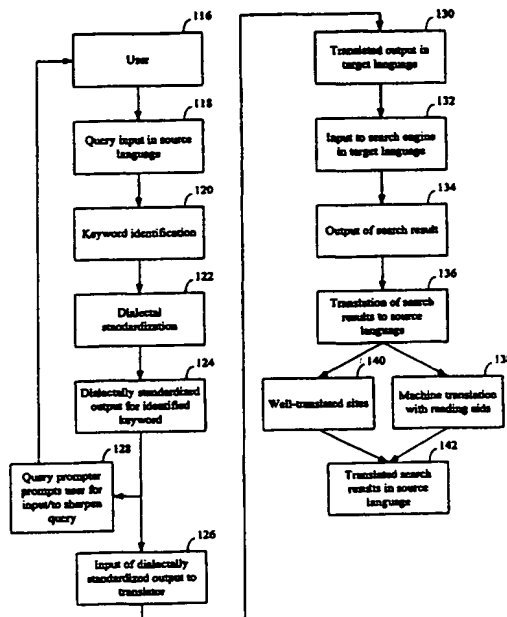 116
User
118
Query input in source
language
120
Keyword identification
122
Dialectal
standardization
124
Dialectally standardized
output for identified
keyword
128
Query prompter
prompts user for
input/to sharpen
query
126
Input of dialectally
standardized output to
translator
130
Translated output in
target language
132
Input to search engine
in target language
134
Output of search result
136
Translation of search
results to source
language
140
Well-translated sites
138
Machine translation
with reading aids
142
Translated search
results in source
language